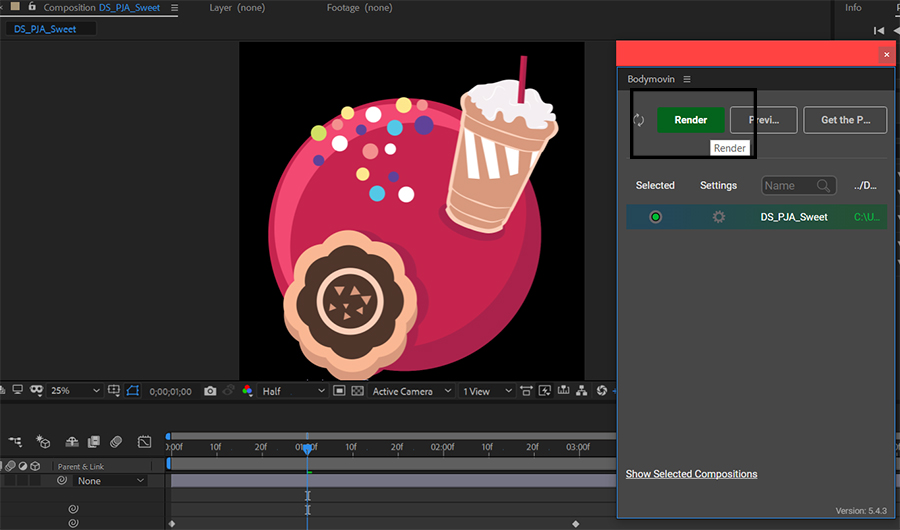 Composition DS_PJA_Sweet
Layer (none)
Footage (none)
Info
DS_PJA_Sweet
Bodymovin
Render
Previ...
Get the P...
Render
Selected
Settings
Name
../D...
DS_PJA_Sweet
C:\U...
25%
0;00;01;00
Half
Active Camera
1 View
:00f
10f
20f
01:00f
10f
20f
02:00f
10f
20f
03:00f
Parent & Link
None
Show Selected Compositions
Version: 5.4.3